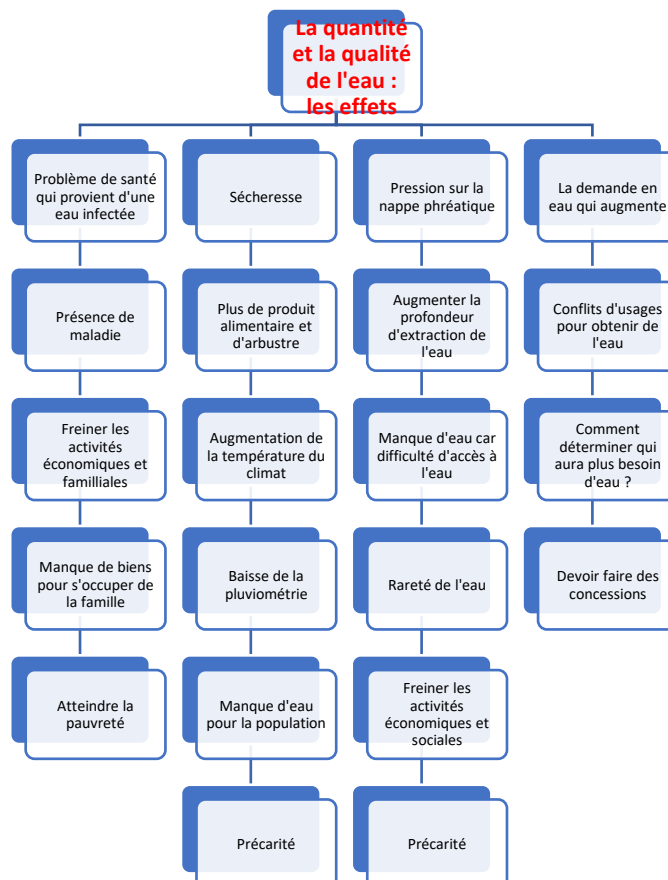 La quantité
et la qualité
de l'eau :
les effets
Problème de santé
qui provient d'une
eau infectée
Sécheresse
Pression sur la
nappe phréatique
La demande en
eau qui augmente
Présence de
maladie
Plus de produit
alimentaire et
d'arbustre
Augmenter la
profondeur
d'extraction de
l'eau
Conflits d'usages
pour obtenir de
l'eau
Freiner les
activités
économiques et
familliales
Augmentation de
la température du
climat
Manque d'eau car
difficulté d'accès à
l'eau
Comment
déterminer qui
aura plus besoin
d'eau ?
Manque de biens
pour s'occuper de
la famille
Baisse de la
pluviométrie
Rareté de l'eau
Devoir faire des
concessions
Atteindre la
pauvreté
Manque d'eau
pour la population
Freiner les
activités
économiques et
sociales
Précarité
Précarité